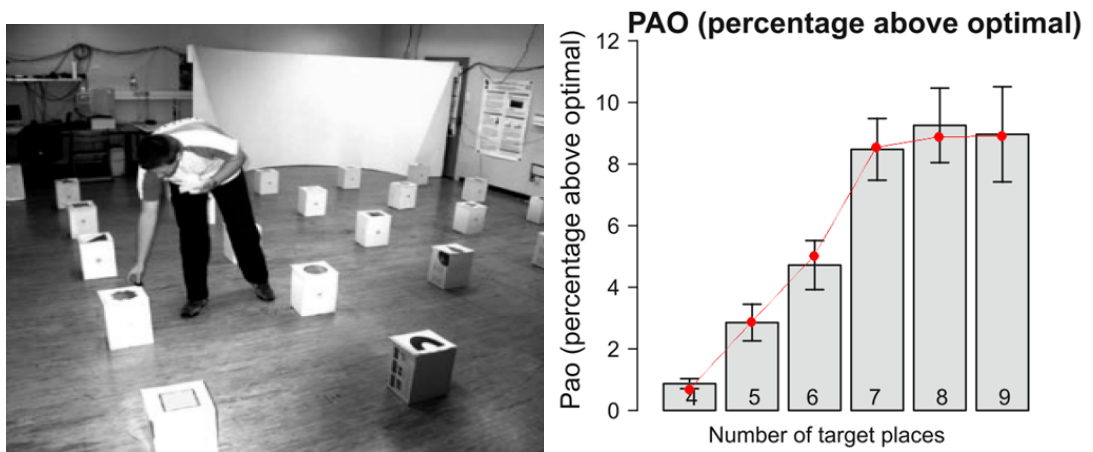 PAO (percentage above optimal)
Pao (percentage above optimal)
12
10
8
6
4
2
0
4 5 6 7 8 9
Number of target places